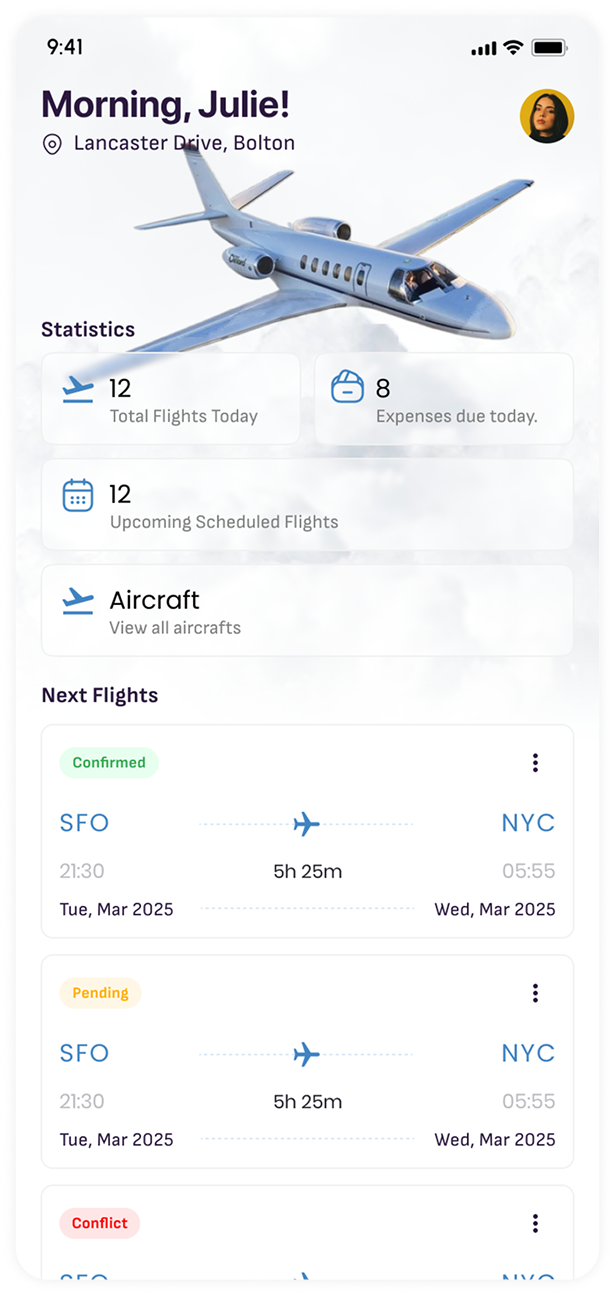 9:41
Morning, Julie!
Lancaster Drive, Bolton
Statistics
12
Total Flights Today
8
Expenses due today.
12
Upcoming Scheduled Flights
Aircraft
View all aircrafts
Next Flights
Confirmed
SFO NYC
21:30 5h 25m 05:55
Tue, Mar 2025 Wed, Mar 2025
Pending
SFO NYC
21:30 5h 25m 05:55
Tue, Mar 2025 Wed, Mar 2025
Conflict
SFO NYC